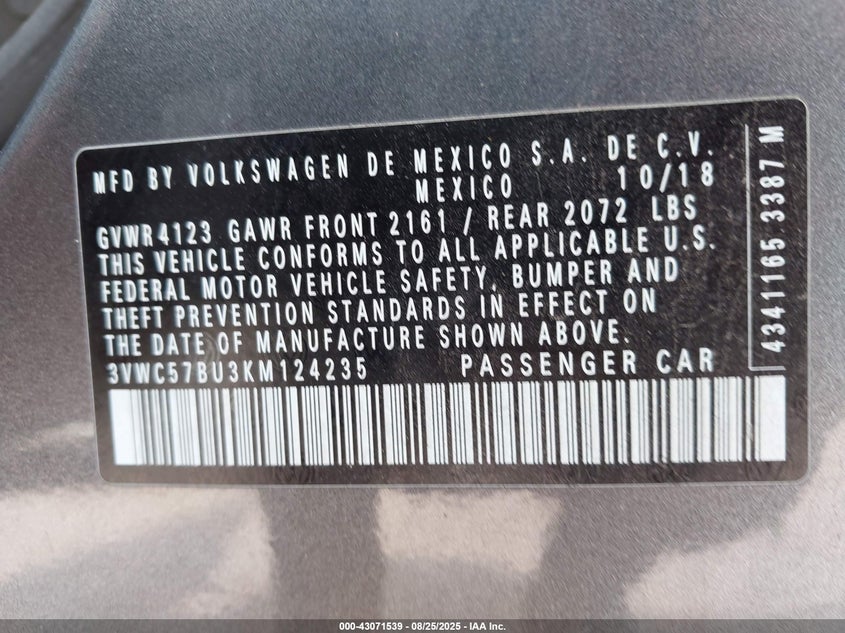 MFD BY VOLKSWAGEN DE MEXICO S.A. DE C.V.
MEXICO 10/18
GVWR4123 GAWR FRONT 2161 / REAR 2072 LBS
THIS VEHICLE CONFORMS TO ALL APPLICABLE U.S.
FEDERAL MOTOR VEHICLE SAFETY, BUMPER AND
THEFT PREVENTION STANDARDS IN EFFECT ON
THE DATE OF MANUFACTURE SHOWN ABOVE.
3VWC57BU3KM124235 PASSENGER CAR
4341165 3387 M
000-43071539 - 08/25/2025 - IAA Inc.